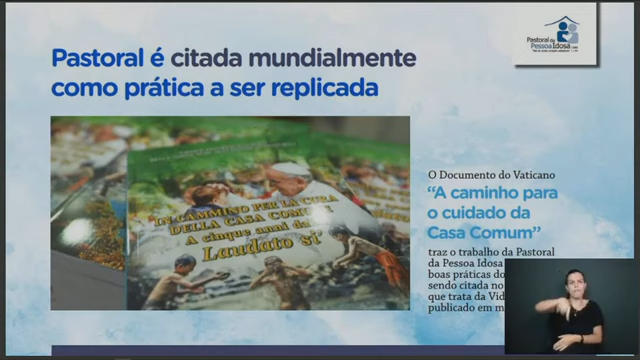 Pastoral da
Pessoa Idosa
Pastoral é citada mundialmente
como prática a ser replicada
IN CAMMINO PER LA CURA
DELLA CASA COMUNE
A cinque anni dalla
Laudato si'
O Documento do Vaticano
“A caminho para
o cuidado da
Casa Comum”
traz o trabalho da Pastoral
da Pessoa Idosa
boas práticas do
sendo citada no
que trata da Vid
publicado em m